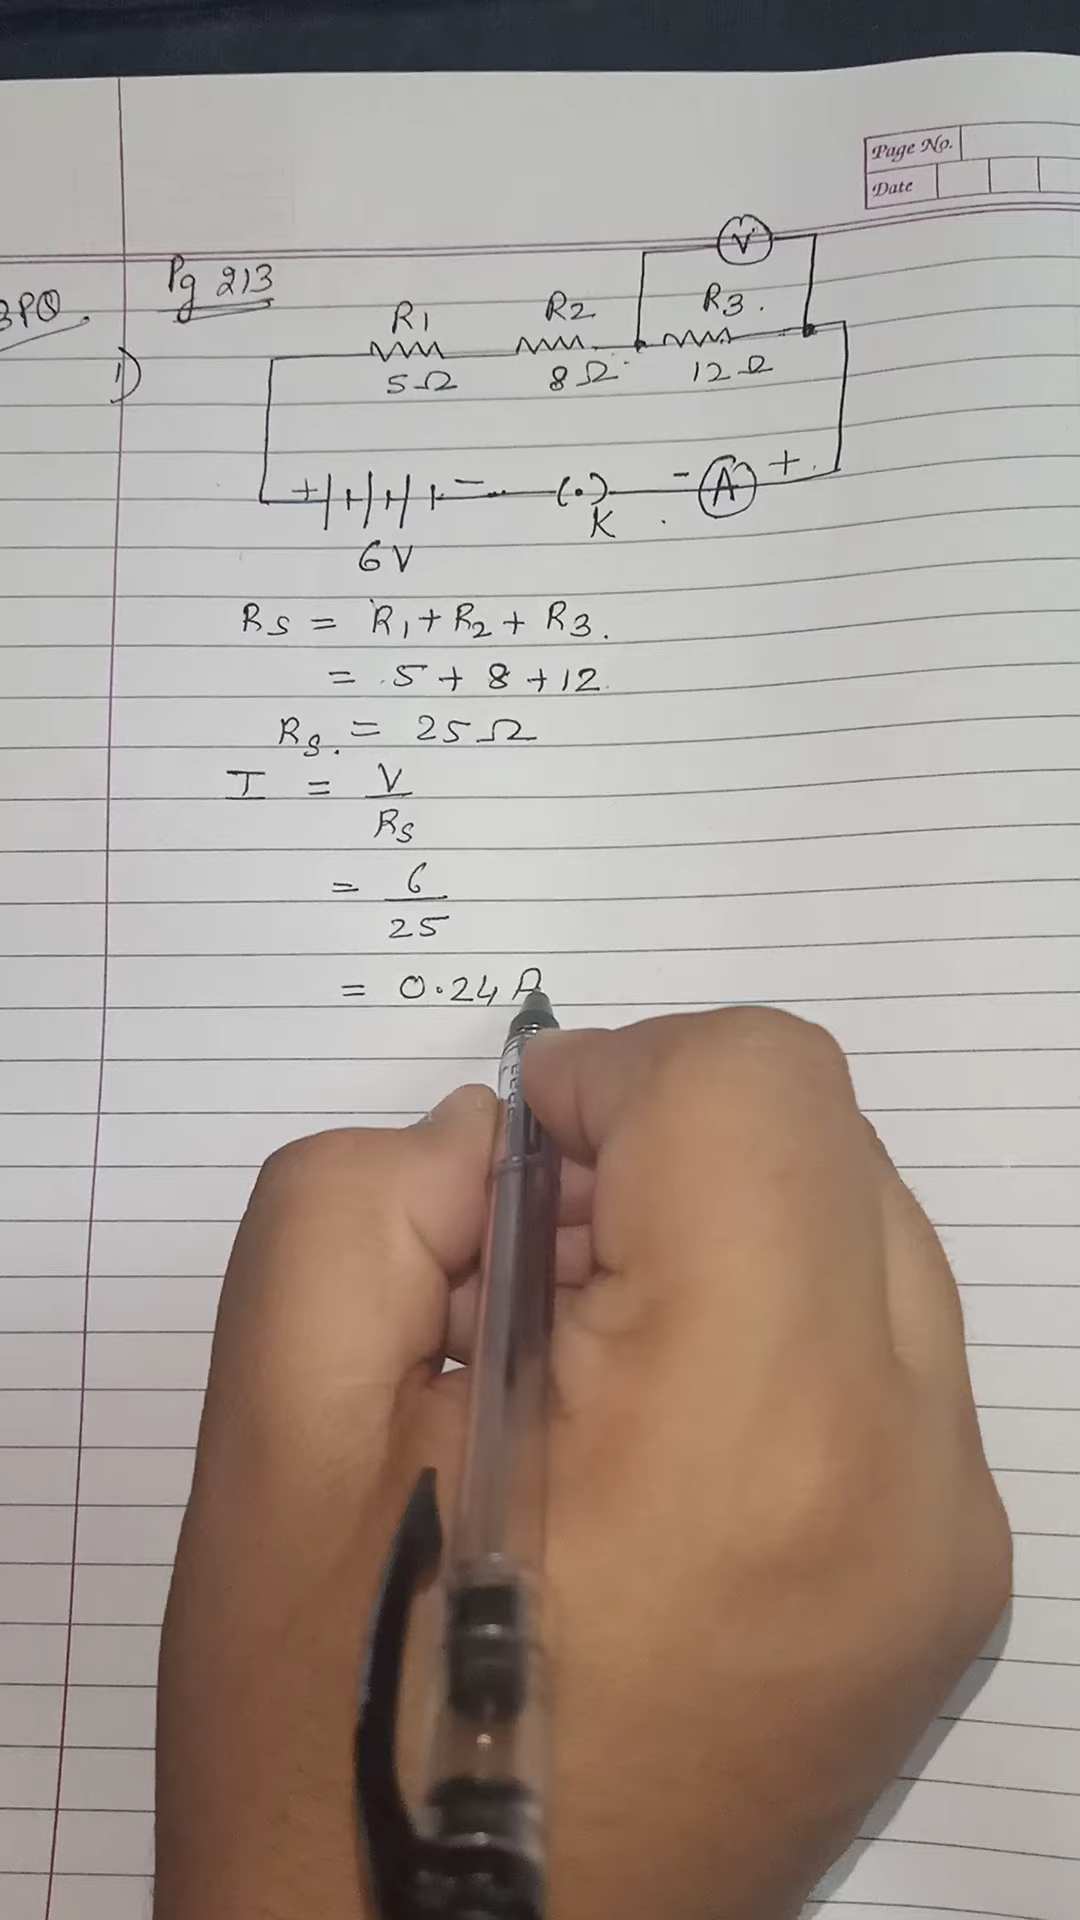 Page No.
Date
BPQ.
Pg 213
1)
V
R1 R2 R3.
5Ω 8Ω 12Ω
+ - (.) - A +
K
6V
Rs = R1 + R2 + R3.
= 5 + 8 + 12
Rs. = 25Ω
I = V
Rs
= 6
25
= 0.24 A